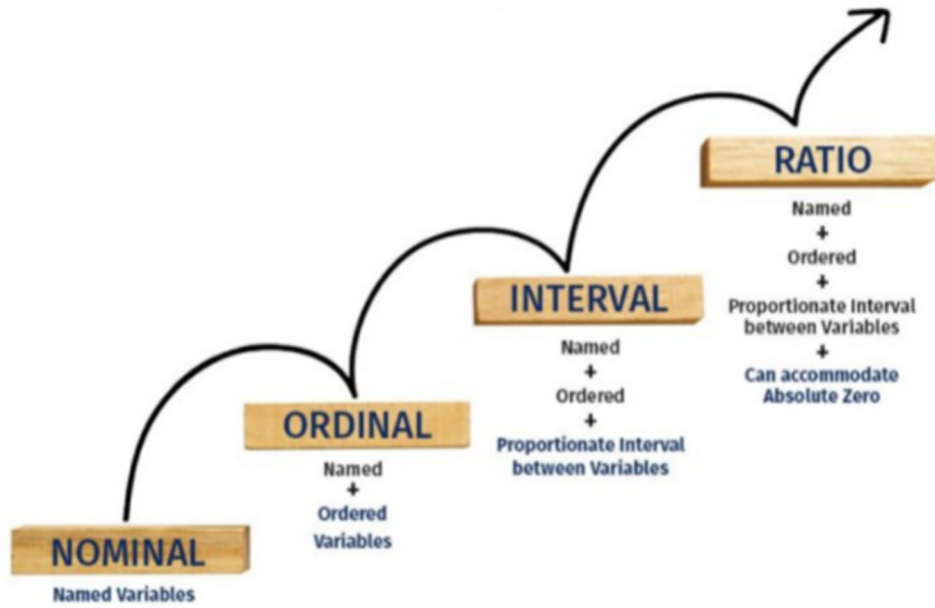 NOMINAL
Named Variables
ORDINAL
Named
+
Ordered
Variables
INTERVAL
Named
+
Ordered
+
Proportionate Interval
between Variables
RATIO
Named
+
Ordered
+
Proportionate Interval
between Variables
+
Can accommodate
Absolute Zero